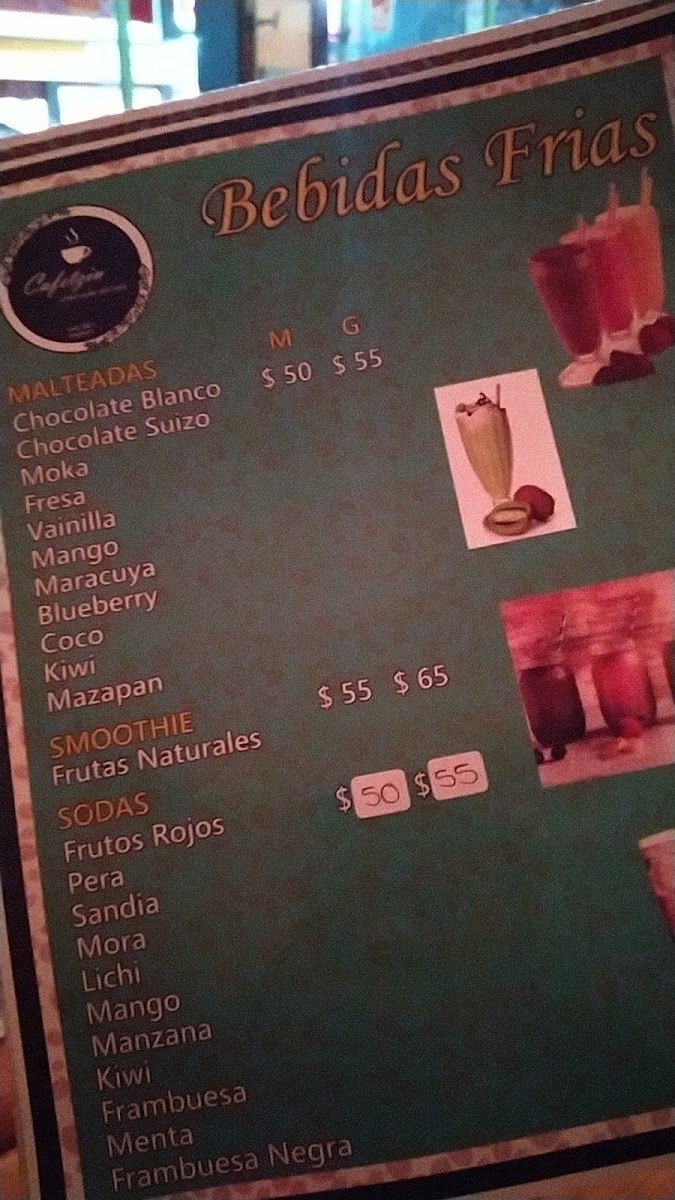 Bebidas Frias
M G
MALTEADAS $ 50 $ 55
Chocolate Blanco
Chocolate Suizo
Moka
Fresa
Vainilla
Mango
Maracuya
Blueberry
Coco
Kiwi
Mazapan
SMOOTHIE $ 55 $ 65
Frutas Naturales
SODAS $ 50 $ 55
Frutos Rojos
Pera
Sandia
Mora
Lichi
Mango
Manzana
Kiwi
Frambuesa
Menta
Frambuesa Negra